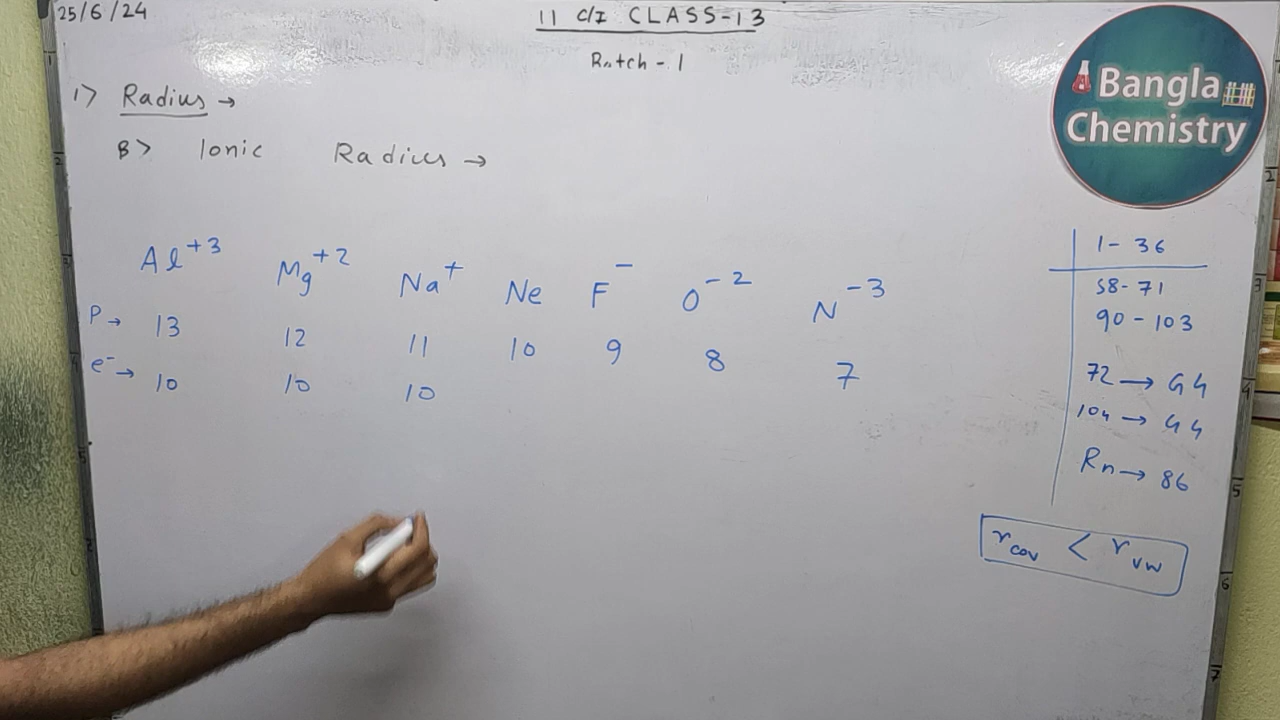 25/6/24
11 c/I CLASS-13
Batch-1
Bangla
Chemistry
1> Radius →
B> Ionic Radius →
Al+3 Mg+2 Na+ Ne F- O-2 N-3
P→ 13 12 11 10 9 8 7
e-→ 10 10 10
1-36
58-71
90-103
72→G4
104→G4
Rn→86
rcov < rvw